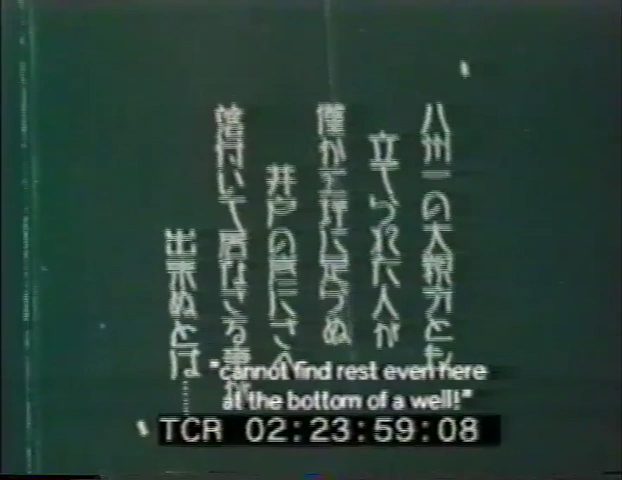 八州一の大親方とも
立てられた人が
僅か二坪に足らぬ
井戸の底にさへ
落付いて居なさる事が
出来ぬとは……
"cannot find rest even here
at the bottom of a well!"
TCR 02:23:59:08